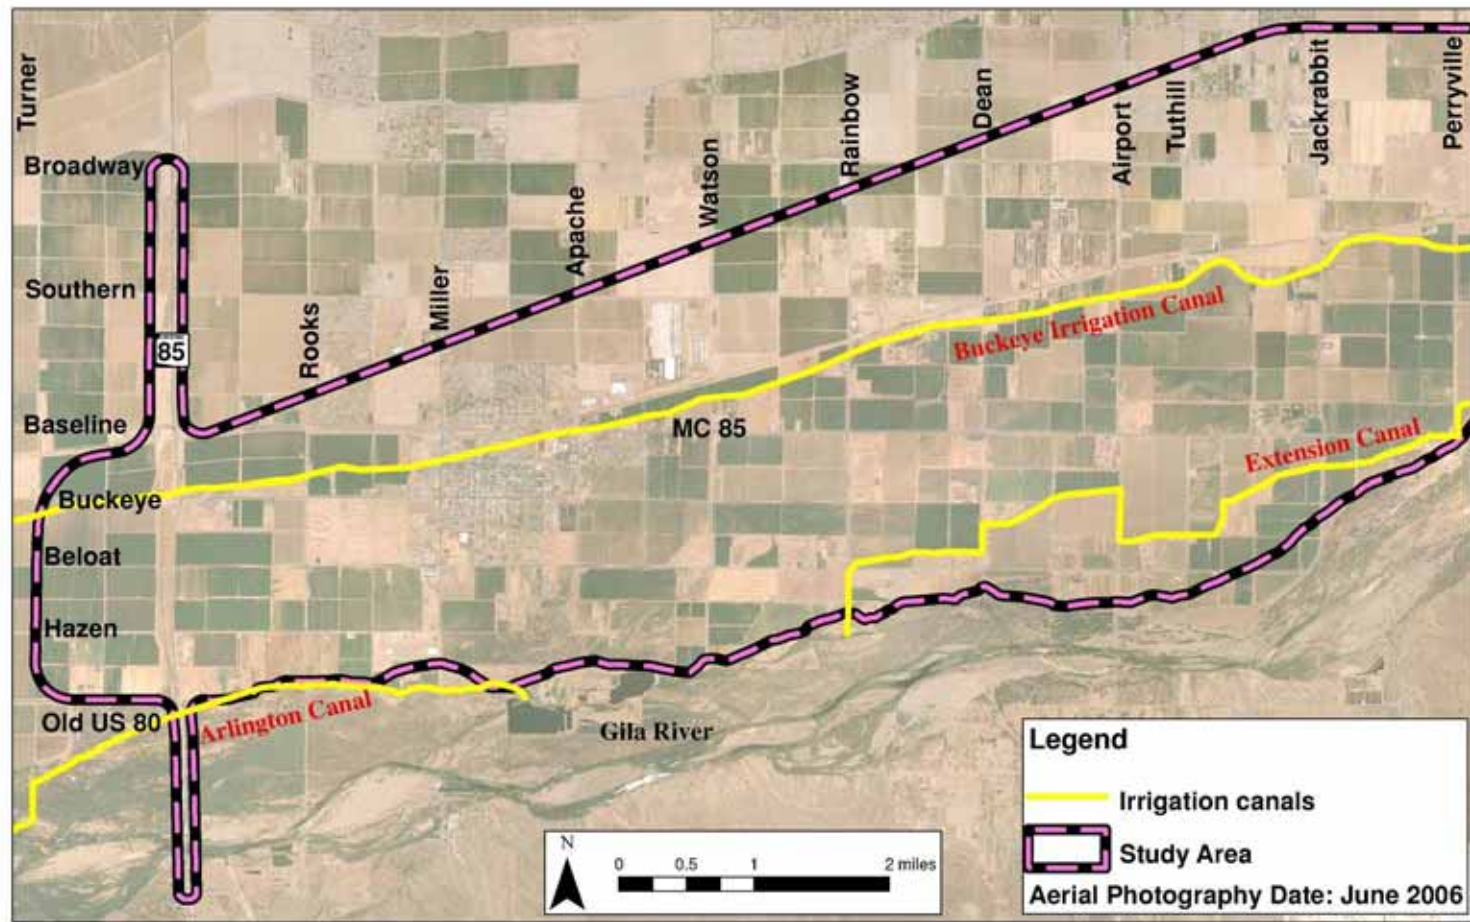 Turner
Broadway
Southern
85
Baseline
Buckeye
Beloat
Hazen
Old US 80
Rooks
Miller
Apache
Watson
Rainbow
Dean
Airport
Tuthill
Jackrabbit
Perryville
Buckeye Irrigation Canal
MC 85
Extension Canal
Arlington Canal
Gila River
N
0 0.5 1 2 miles
Legend
Irrigation canals
Study Area
Aerial Photography Date: June 2006